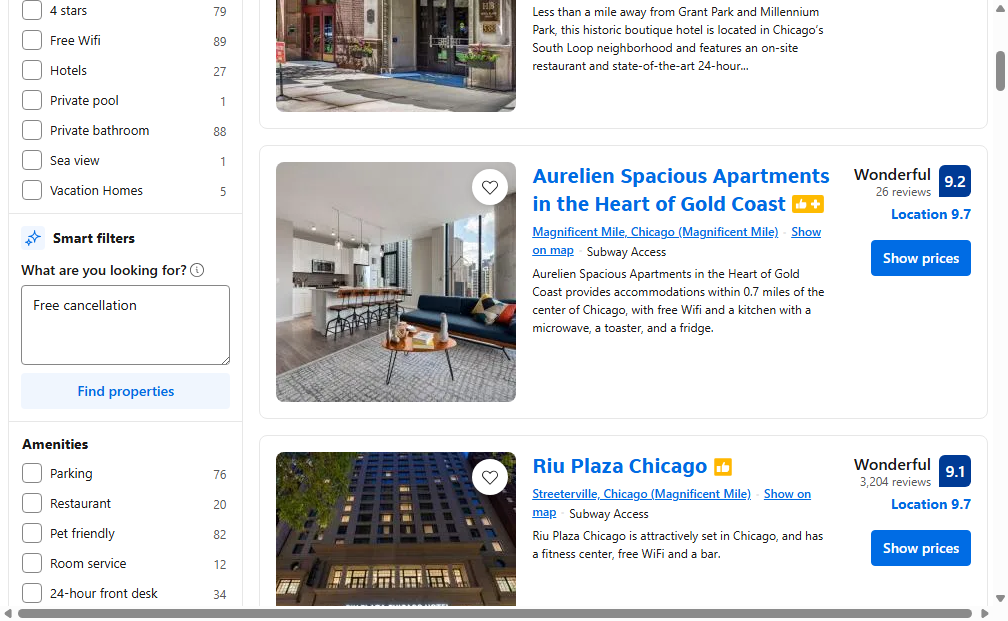 4 stars 79
Free Wifi 89
Hotels 27
Private pool 1
Private bathroom 88
Sea view 1
Vacation Homes 5
Smart filters
What are you looking for?
Free cancellation
Find properties
Amenities
Parking 76
Restaurant 20
Pet friendly 82
Room service 12
24-hour front desk 34
Less than a mile away from Grant Park and Millennium
Park, this historic boutique hotel is located in Chicago's
South Loop neighborhood and features an on-site
restaurant and state-of-the-art 24-hour...
Aurelien Spacious Apartments
in the Heart of Gold Coast
Magnificent Mile, Chicago (Magnificent Mile) · Show
on map · Subway Access
Aurelien Spacious Apartments in the Heart of Gold
Coast provides accommodations within 0.7 miles of the
center of Chicago, with free Wifi and a kitchen with a
microwave, a toaster, and a fridge.
Wonderful 9.2
26 reviews
Location 9.7
Show prices
Riu Plaza Chicago
Streeterville, Chicago (Magnificent Mile) · Show on
map · Subway Access
Riu Plaza Chicago is attractively set in Chicago, and has
a fitness center, free WiFi and a bar.
Wonderful 9.1
3,204 reviews
Location 9.7
Show prices